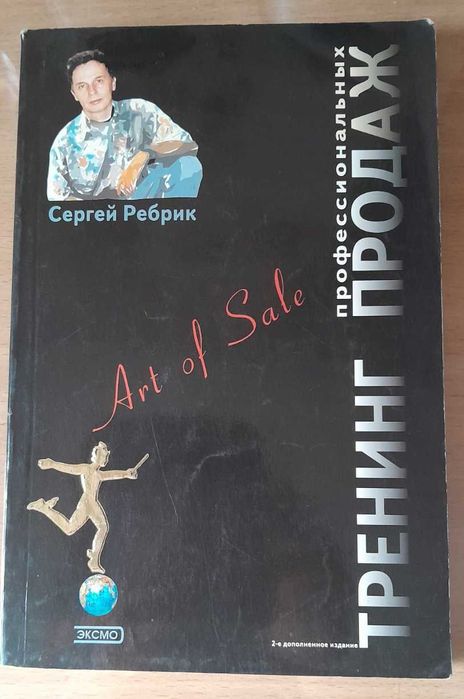 Сергей Ребрик
Art of Sale
ТРЕНИНГ
профессиональных
ПРОДАЖ
2-е дополненное издание
ЭКСМО